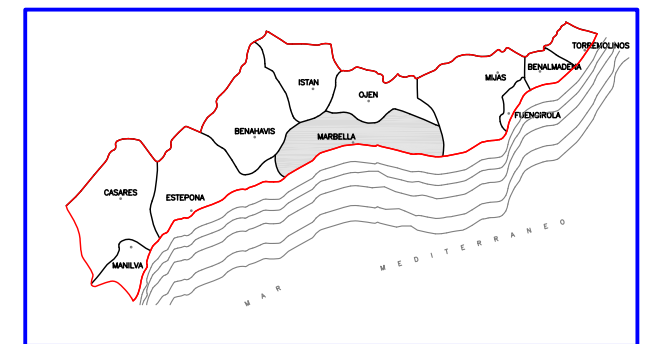 TORREMOLINOS
BENALMADENA
MIJAS
ISTAN
OJEN
FUENGIROLA
BENAHAVIS
MARBELLA
CASARES
ESTEPONA
MANILVA
MAR MEDITERRANEO